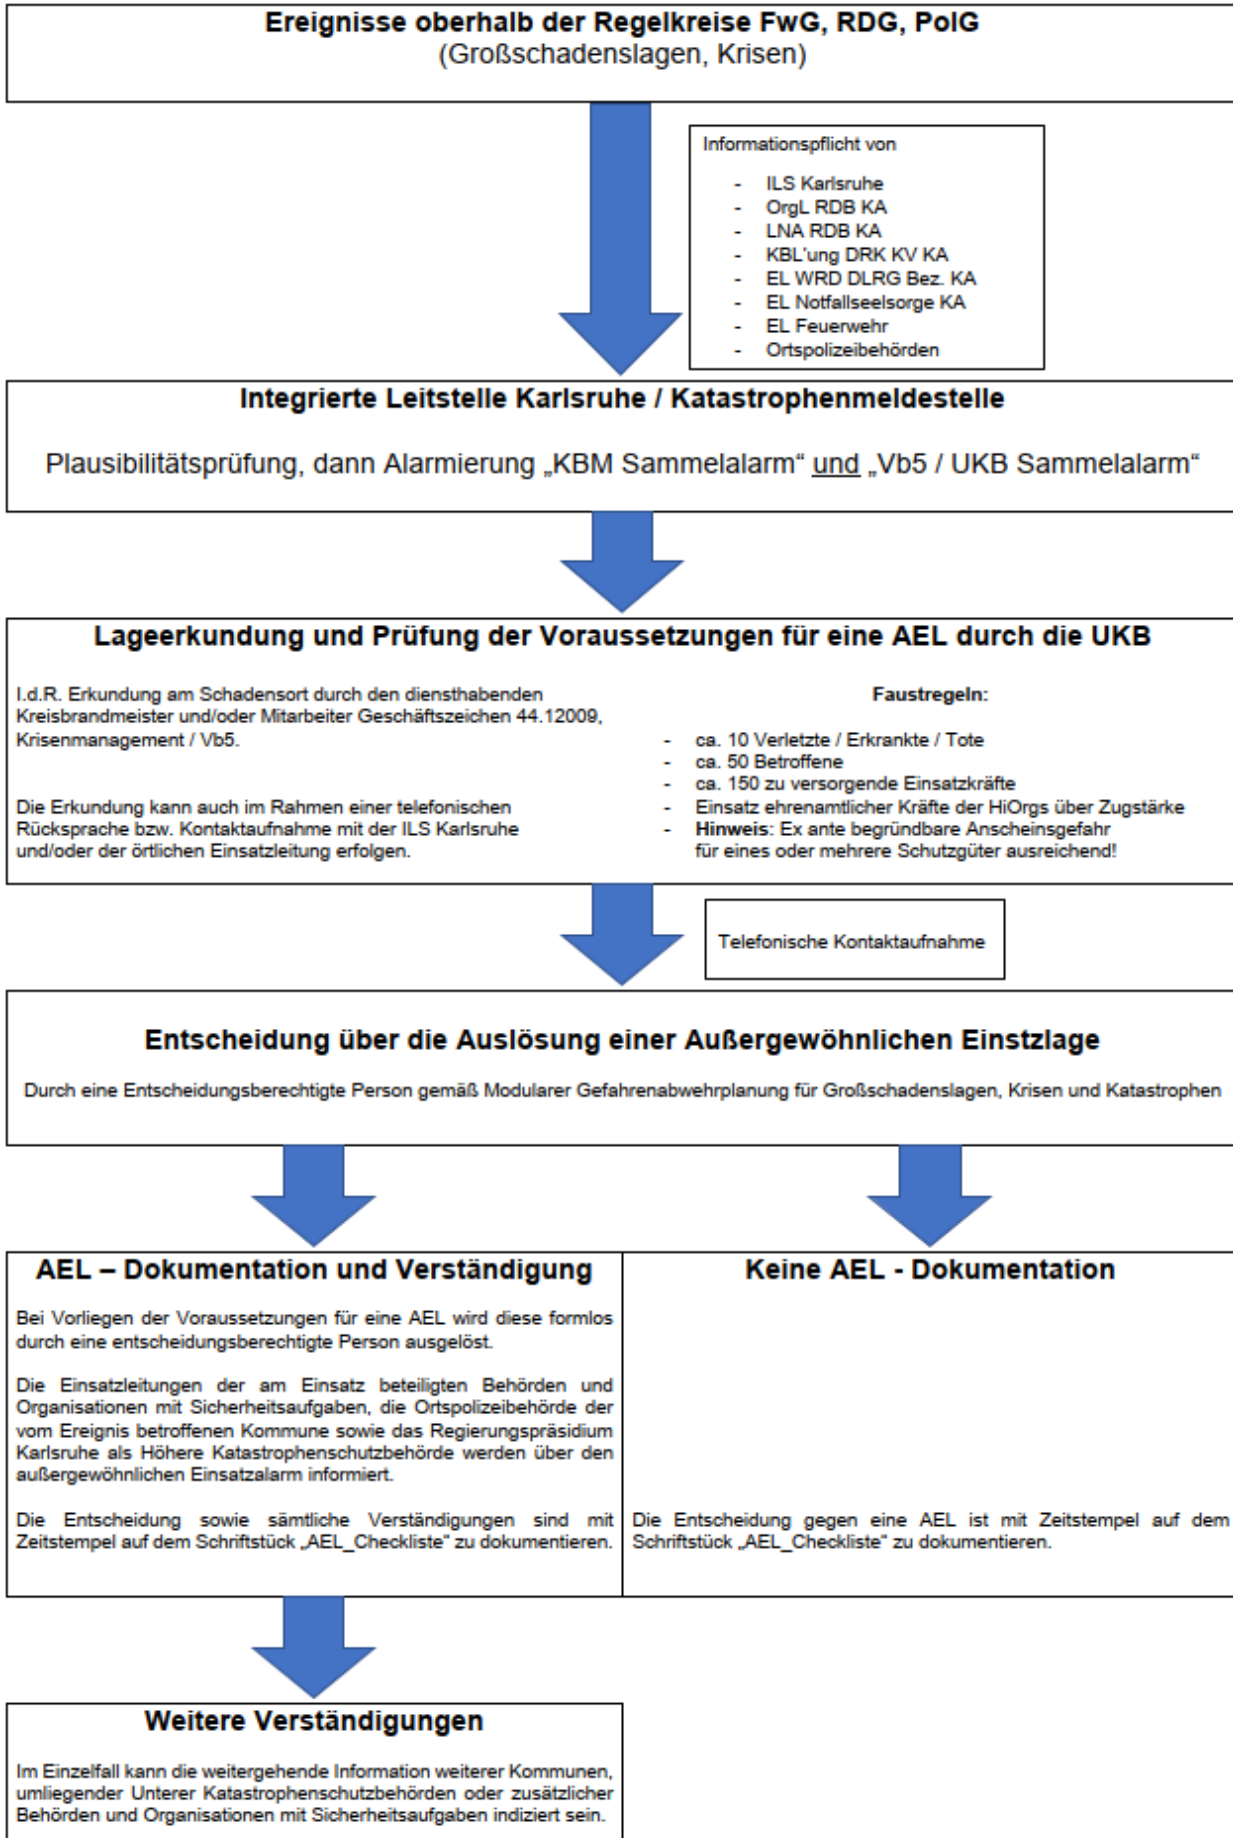 Ereignisse oberhalb der Regelkreise FwG, RDG, PolG
(Großschadenslagen, Krisen)
Informationspflicht von
- ILS Karlsruhe
- OrgL RDB KA
- LNA RDB KA
- KBL'ung DRK KV KA
- EL WRD DLRG Bez. KA
- EL Notfallseelsorge KA
- EL Feuerwehr
- Ortspolizeibehörden
Integrierte Leitstelle Karlsruhe / Katastrophenmeldestelle
Plausibilitätsprüfung, dann Alarmierung „KBM Sammelalarm“ und „Vb5 / UKB Sammelalarm“
Lageerkundung und Prüfung der Voraussetzungen für eine AEL durch die UKB
I.d.R. Erkundung am Schadensort durch den diensthabenden
Kreisbrandmeister und/oder Mitarbeiter Geschäftszeichen 44.12009,
Krisenmanagement / Vb5.
Die Erkundung kann auch im Rahmen einer telefonischen
Rücksprache bzw. Kontaktaufnahme mit der ILS Karlsruhe
und/oder der örtlichen Einsatzleitung erfolgen.
Faustregeln:
- ca. 10 Verletzte / Erkrankte / Tote
- ca. 50 Betroffene
- ca. 150 zu versorgende Einsatzkräfte
- Einsatz ehrenamtlicher Kräfte der HiOrgs über Zugstärke
- Hinweis: Ex ante begründbare Anscheinsgefahr
für eines oder mehrere Schutzgüter ausreichend!
Telefonische Kontaktaufnahme
Entscheidung über die Auslösung einer Außergewöhnlichen Einstzlage
Durch eine Entscheidungsberechtigte Person gemäß Modularer Gefahrenabwehrplanung für Großschadenslagen, Krisen und Katastrophen
AEL – Dokumentation und Verständigung
Bei Vorliegen der Voraussetzungen für eine AEL wird diese formlos
durch eine entscheidungsberechtigte Person ausgelöst.
Die Einsatzleitungen der am Einsatz beteiligten Behörden und
Organisationen mit Sicherheitsaufgaben, die Ortspolizeibehörde der
vom Ereignis betroffenen Kommune sowie das Regierungspräsidium
Karlsruhe als Höhere Katastrophenschutzbehörde werden über den
außergewöhnlichen Einsatzalarm informiert.
Die Entscheidung sowie sämtliche Verständigungen sind mit
Zeitstempel auf dem Schriftstück „AEL_Checkliste“ zu dokumentieren.
Keine AEL - Dokumentation
Die Entscheidung gegen eine AEL ist mit Zeitstempel auf dem
Schriftstück „AEL_Checkliste“ zu dokumentieren.
Weitere Verständigungen
Im Einzelfall kann die weitergehende Information weiterer Kommunen,
umliegender Unterer Katastrophenschutzbehörden oder zusätzlicher
Behörden und Organisationen mit Sicherheitsaufgaben indiziert sein.